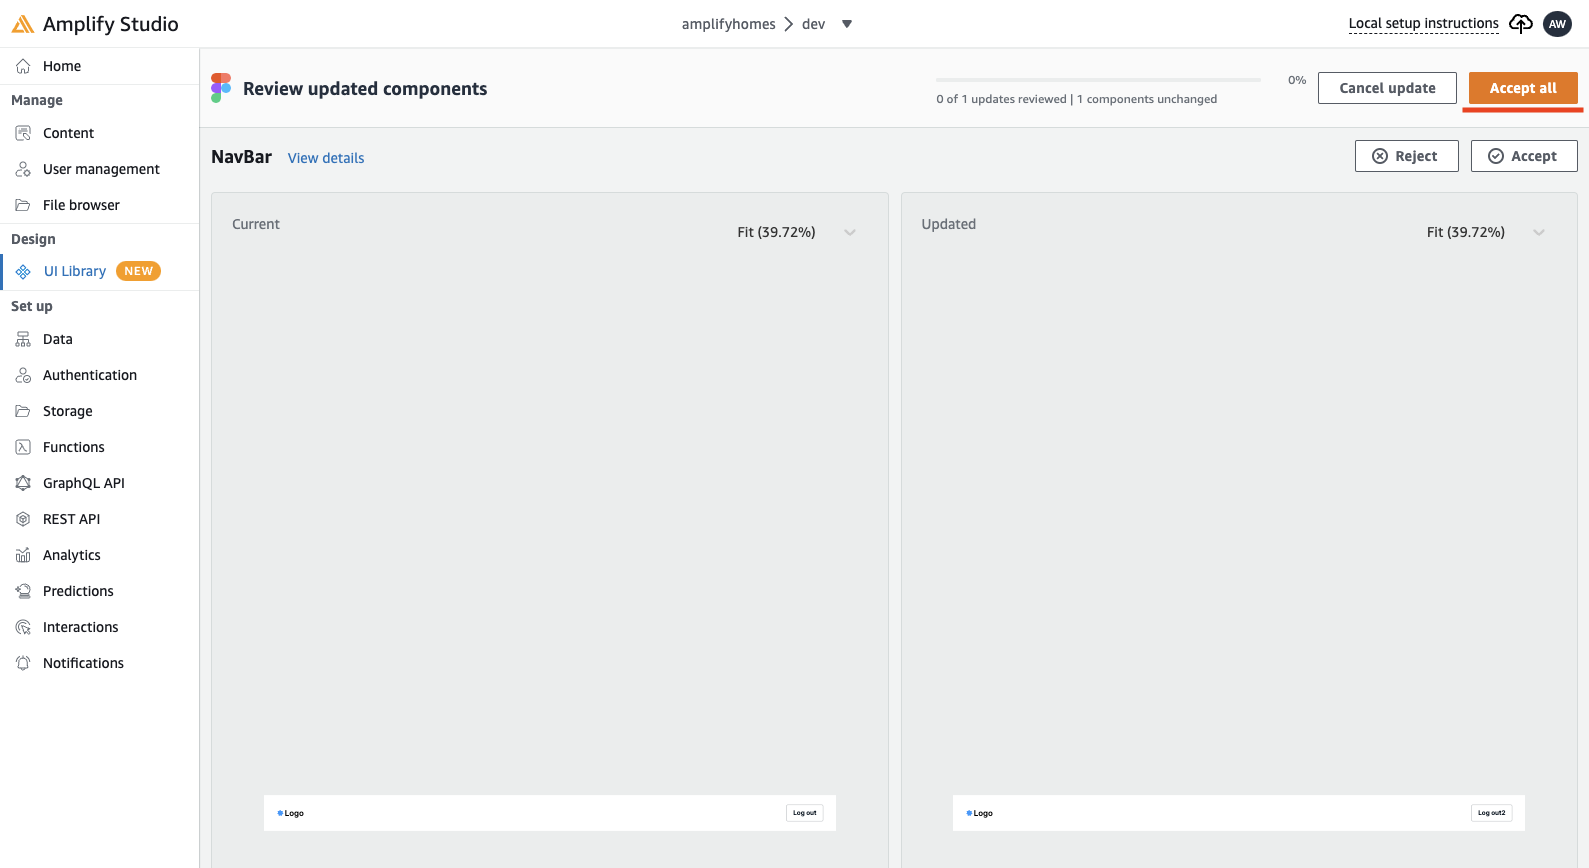 Amplify Studio
amplifyhomes
dev
Local setup instructions
AW
Home
Manage
Content
User management
File browser
Design
UI Library
NEW
Set up
Data
Authentication
Storage
Functions
GraphQL API
REST API
Analytics
Predictions
Interactions
Notifications
Review updated components
0%
0 of 1 updates reviewed | 1 components unchanged
Cancel update
Accept all
NavBar
View details
Reject
Accept
Current
Fit (39.72%)
Logo
Log out
Updated
Fit (39.72%)
Logo
Log out2